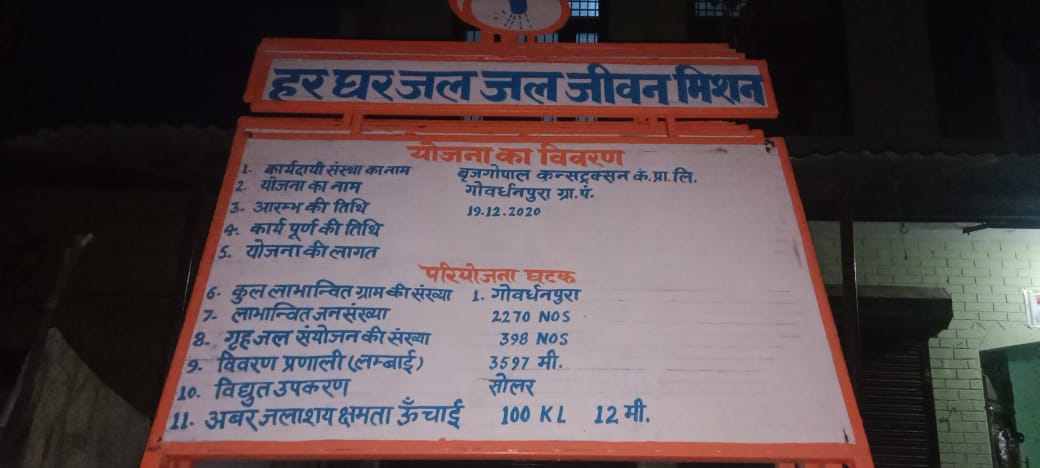 हर घर जल जल जीवन मिशन
योजना का विवरण
1. कार्यदायी संस्था का नाम बृजगोपाल कन्सट्रक्सन कं.प्रा.लि.
2. योजना का नाम गोवर्धनपुरा ग्रा.पं.
3. आरम्भ की तिथि 19.12.2020
4. कार्य पूर्ण की तिथि
5. योजना की लागत
परियोजना घटक
6. कुल लाभान्वित ग्राम की संख्या 1. गोवर्धनपुरा
7. लाभान्वित जन संख्या 2270 NOS
8. गृह जल संयोजन की संख्या 398 NOS
9. विवरण प्रणाली (लम्बाई) 3597 मी.
10. विद्युत उपकरण सोलर
11. अबर जलाशय क्षमता ऊँचाई 100 KL 12 मी.